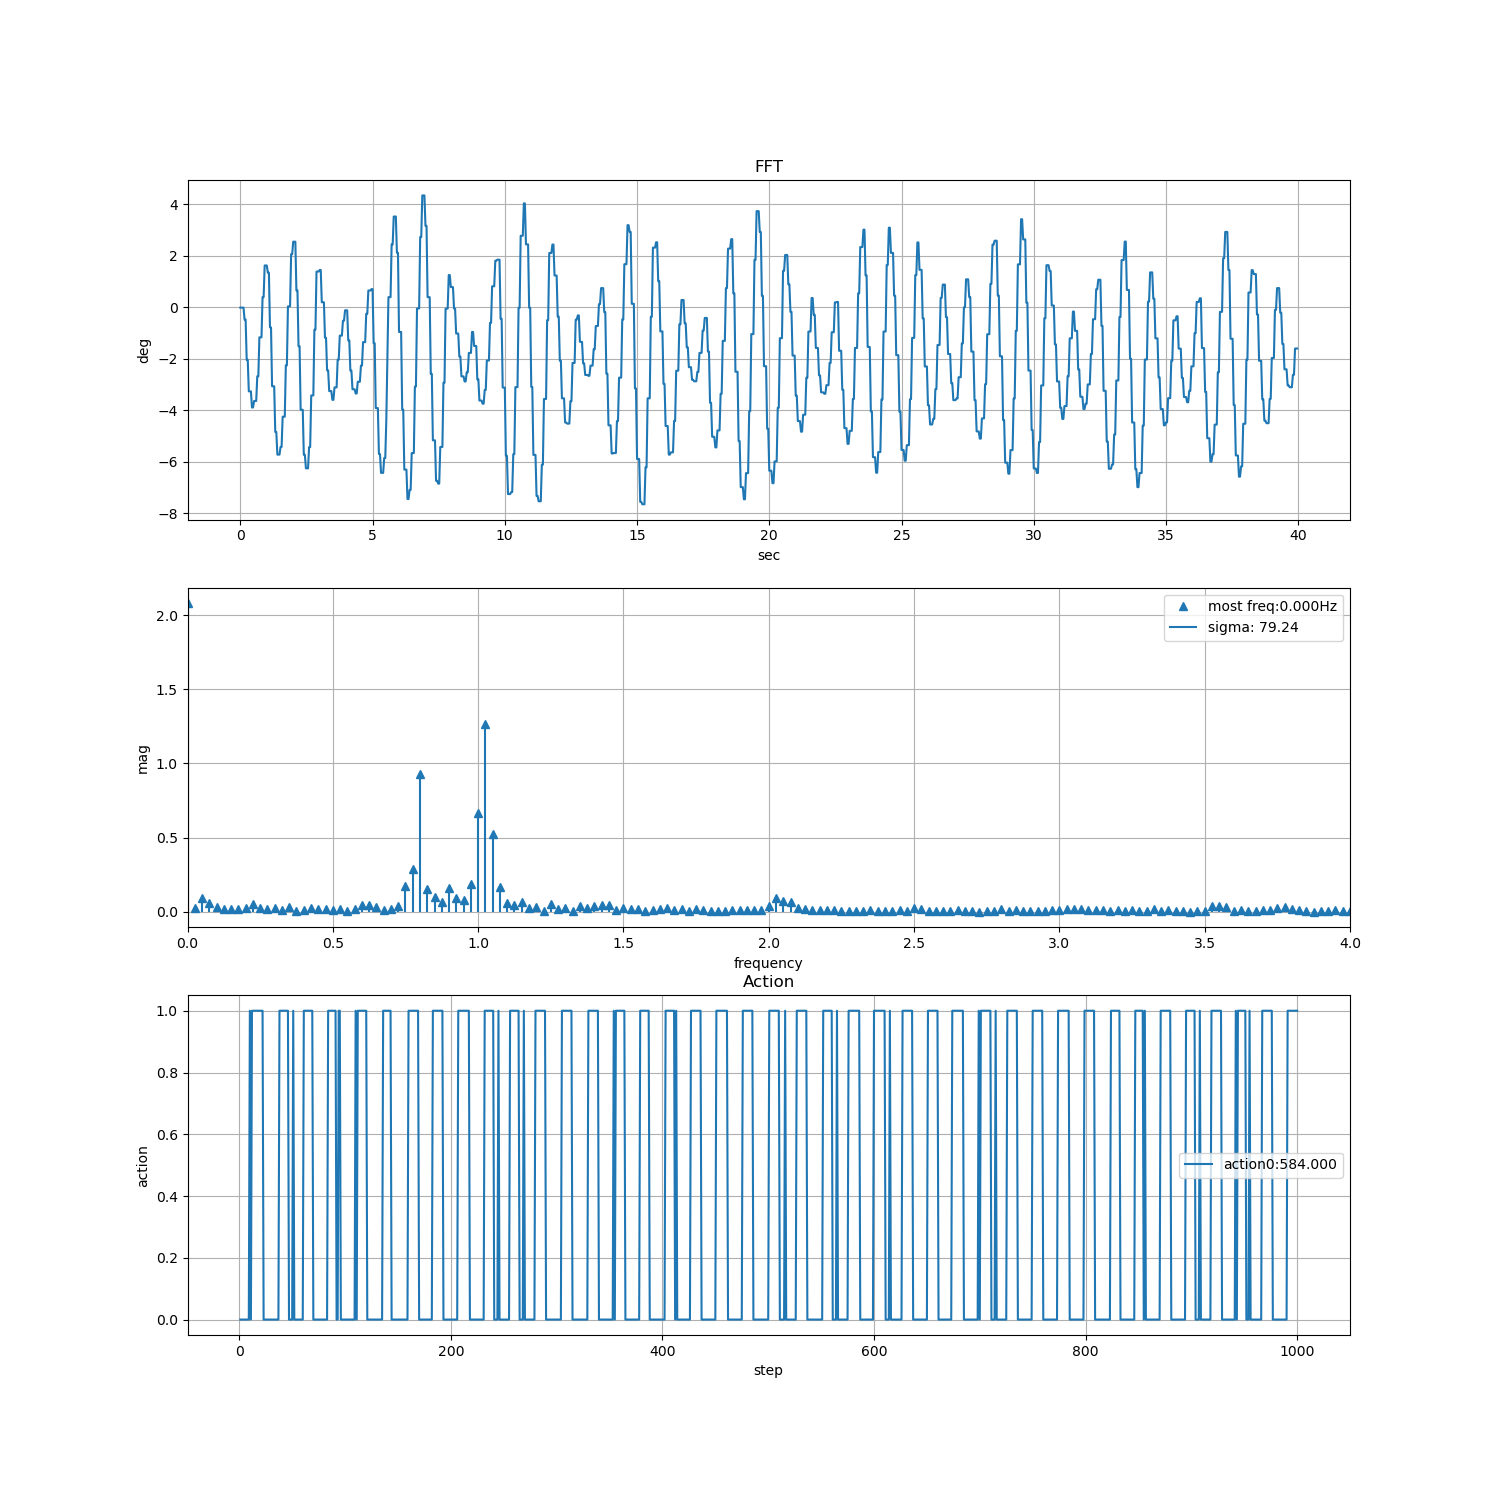 FFT
4
2
0
−2
−4
−6
−8
deg
0 5 10 15 20 25 30 35 40
sec
most freq:0.000Hz
sigma: 79.24
2.0
1.5
1.0
0.5
0.0
mag
0.0 0.5 1.0 1.5 2.0 2.5 3.0 3.5 4.0
frequency
Action
1.0
0.8
0.6
0.4
0.2
0.0
action
action0:584.000
0 200 400 600 800 1000
step